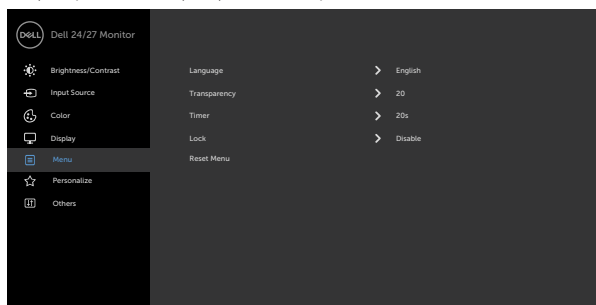 DELL Dell 24/27 Monitor
Brightness/Contrast
Input Source
Color
Display
Menu
Personalize
Others
Language English
Transparency 20
Timer 20s
Lock Disable
Reset Menu